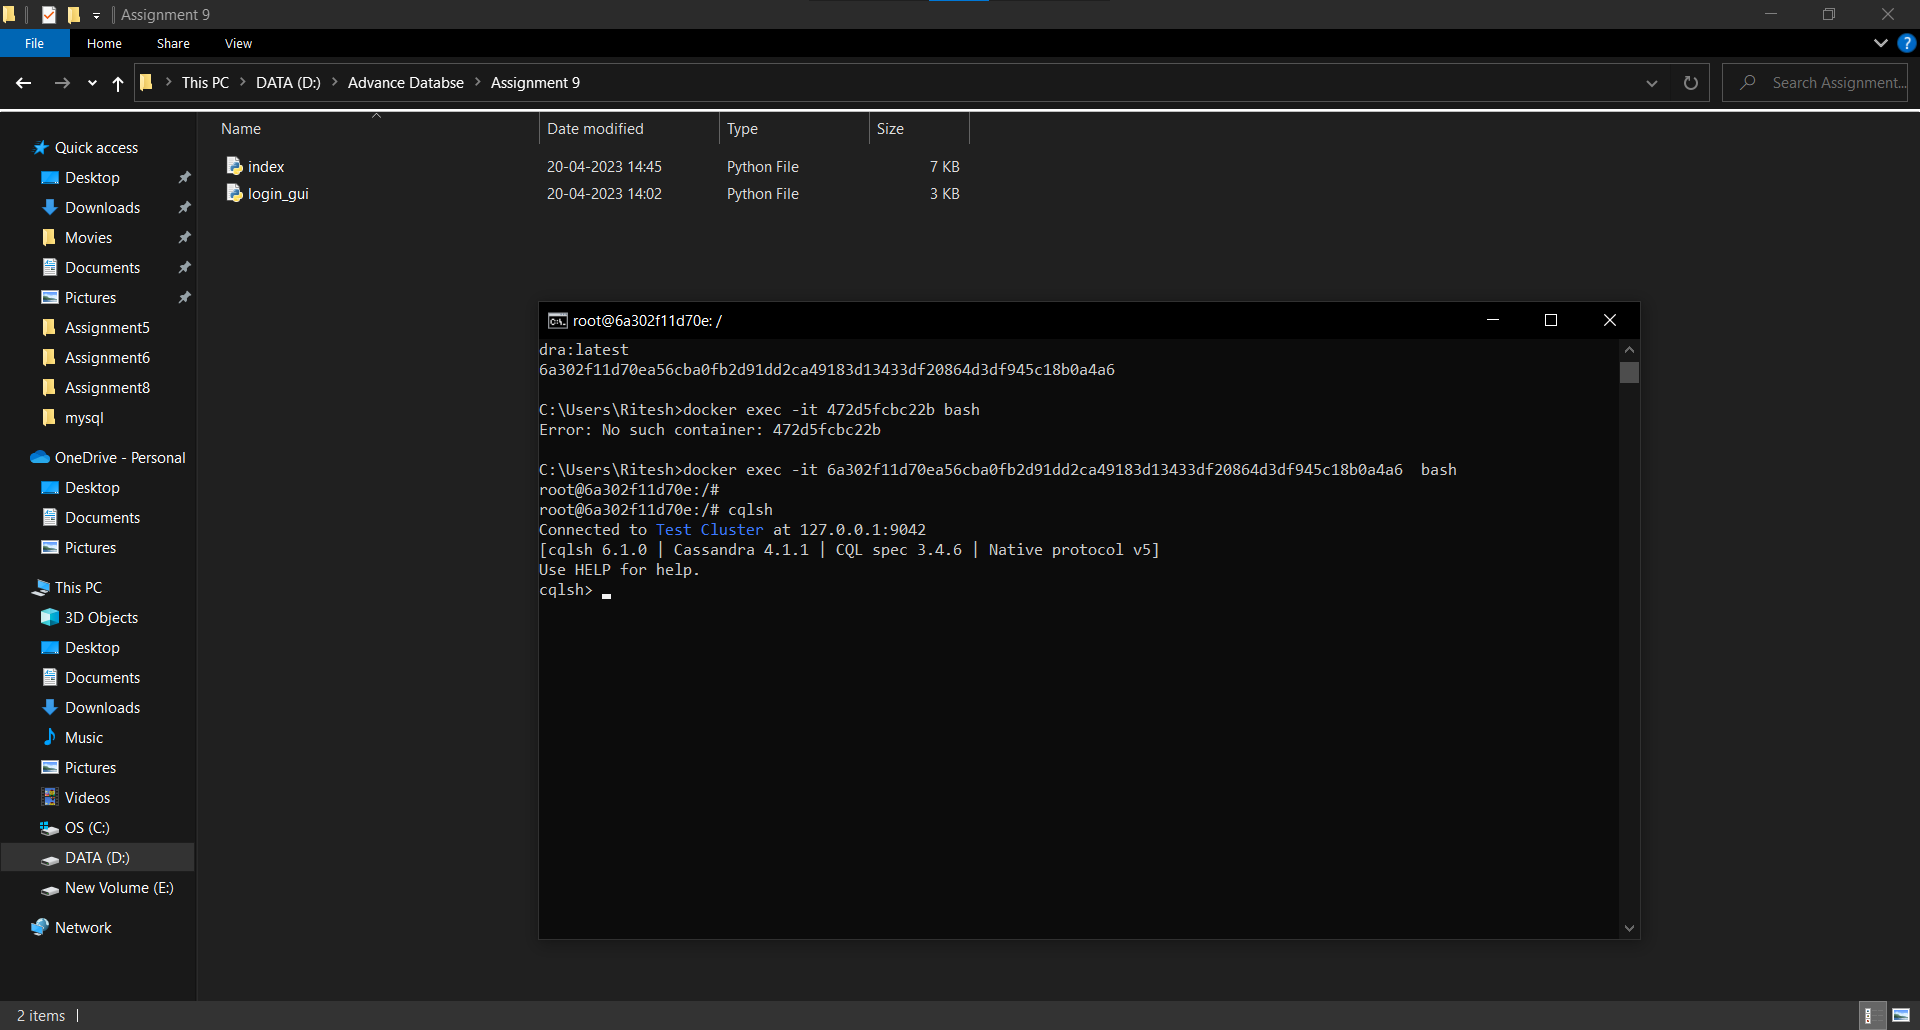 Assignment 9
File Home Share View
This PC DATA (D:) Advance Databse Assignment 9
Search Assignment...
Name Date modified Type Size
index 20-04-2023 14:45 Python File 7 KB
login_gui 20-04-2023 14:02 Python File 3 KB
Quick access
Desktop
Downloads
Movies
Documents
Pictures
Assignment5
Assignment6
Assignment8
mysql
OneDrive - Personal
Desktop
Documents
Pictures
This PC
3D Objects
Desktop
Documents
Downloads
Music
Pictures
Videos
OS (C:)
DATA (D:)
New Volume (E:)
Network
root@6a302f11d70e: /
dra:latest
6a302f11d70ea56cba0fb2d91dd2ca49183d13433df20864d3df945c18b0a4a6
C:\Users\Ritesh>docker exec -it 472d5fcbc22b bash
Error: No such container: 472d5fcbc22b
C:\Users\Ritesh>docker exec -it 6a302f11d70ea56cba0fb2d91dd2ca49183d13433df20864d3df945c18b0a4a6  bash
root@6a302f11d70e:/#
root@6a302f11d70e:/# cqlsh
Connected to Test Cluster at 127.0.0.1:9042
[cqlsh 6.1.0 | Cassandra 4.1.1 | CQL spec 3.4.6 | Native protocol v5]
Use HELP for help.
cqlsh>
2 items